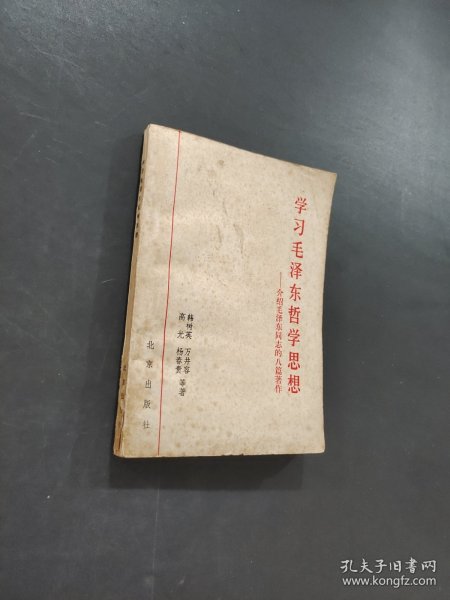 学习毛泽东哲学思想
——介绍毛泽东同志的八篇著作
韩树英 万井容
高光 杨春贵 等著
北京出版社
孔夫子旧书网
www.kongfz.com